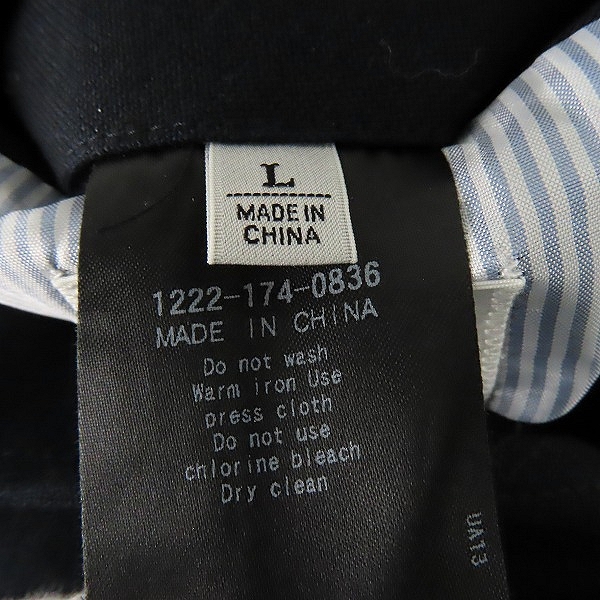 L
MADE IN
CHINA
1222-174-0836
MADE IN CHINA
Do not wash
Warm iron Use
press cloth
Do not use
chlorine bleach
Dry clean
UA13